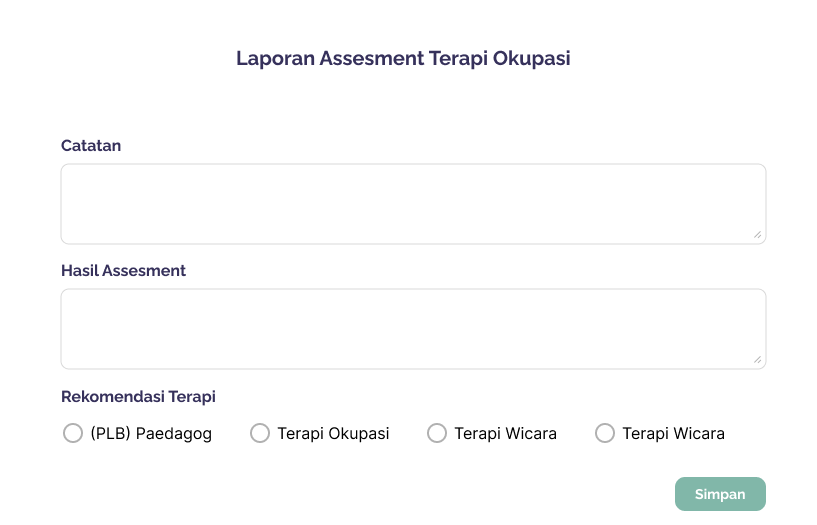 Laporan Assesment Terapi Okupasi
Catatan
Hasil Assesment
Rekomendasi Terapi
(PLB) Paedagog Terapi Okupasi Terapi Wicara Terapi Wicara
Simpan